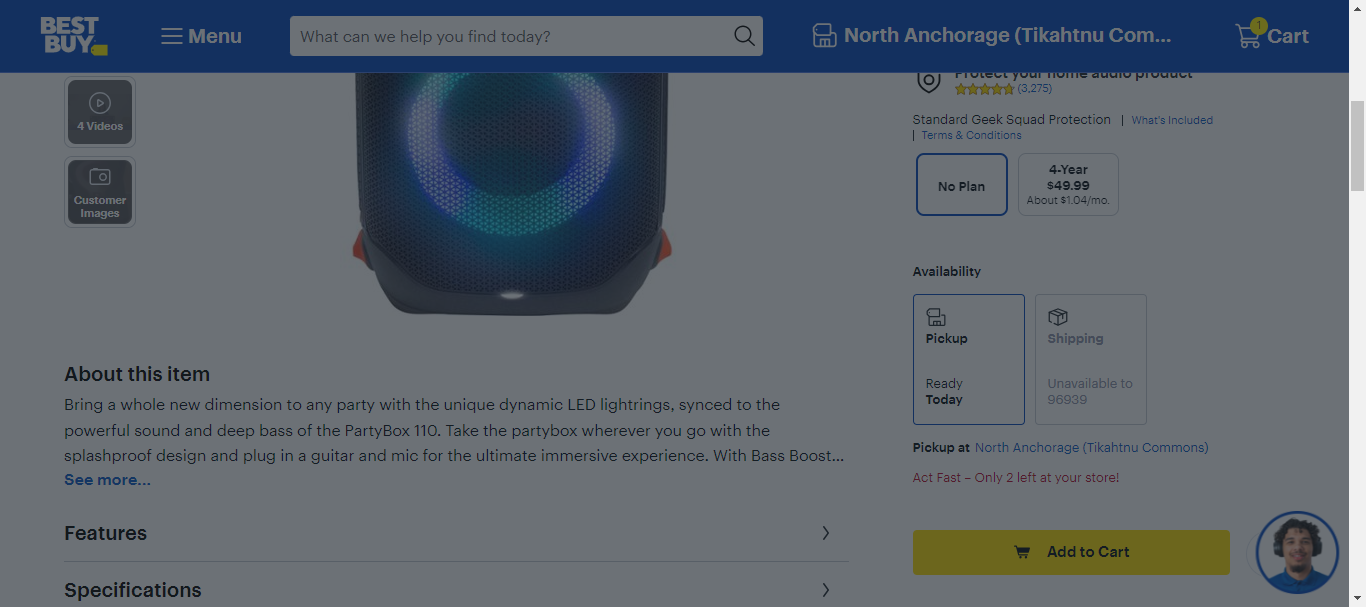 BEST BUY
Menu
What can we help you find today?
North Anchorage (Tikahtnu Com...
1
Cart
4 Videos
Customer
Images
Protect your home audio product
(3,275)
Standard Geek Squad Protection | What's Included
| Terms & Conditions
No Plan
4-Year
$49.99
About $1.04/mo.
Availability
Pickup
Ready
Today
Shipping
Unavailable to
96939
Pickup at North Anchorage (Tikahtnu Commons)
Act Fast – Only 2 left at your store!
Add to Cart
About this item
Bring a whole new dimension to any party with the unique dynamic LED lightrings, synced to the
powerful sound and deep bass of the PartyBox 110. Take the partybox wherever you go with the
splashproof design and plug in a guitar and mic for the ultimate immersive experience. With Bass Boost...
See more...
Features
Specifications